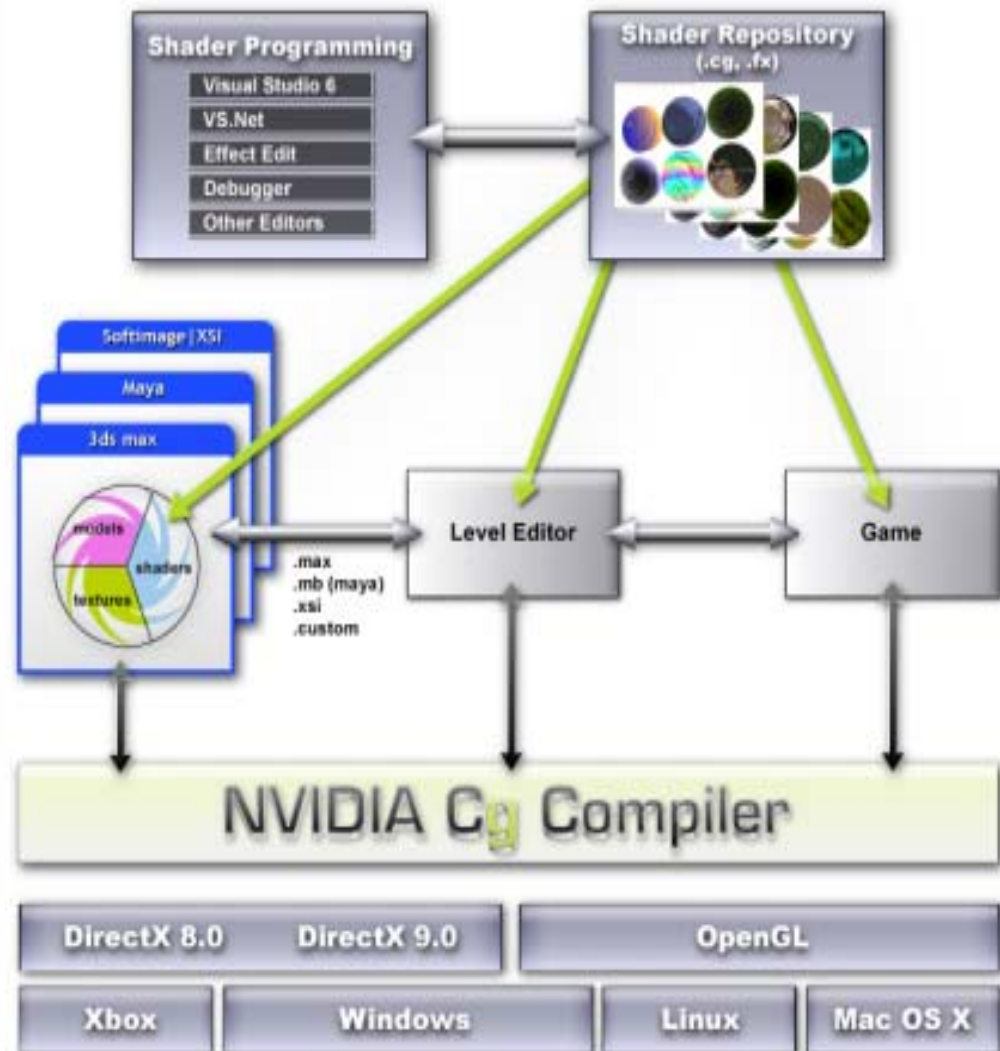 Shader Programming
Visual Studio 6
VS.Net
Effect Edit
Debugger
Other Editors
Shader Repository
(.cg, .fx)
Softimage|XSI
Maya
3ds max
models
shaders
textures
.max
.mb (maya)
.xsi
.custom
Level Editor
Game
NVIDIA Cg Compiler
DirectX 8.0 DirectX 9.0
OpenGL
Xbox
Windows
Linux
Mac OS X